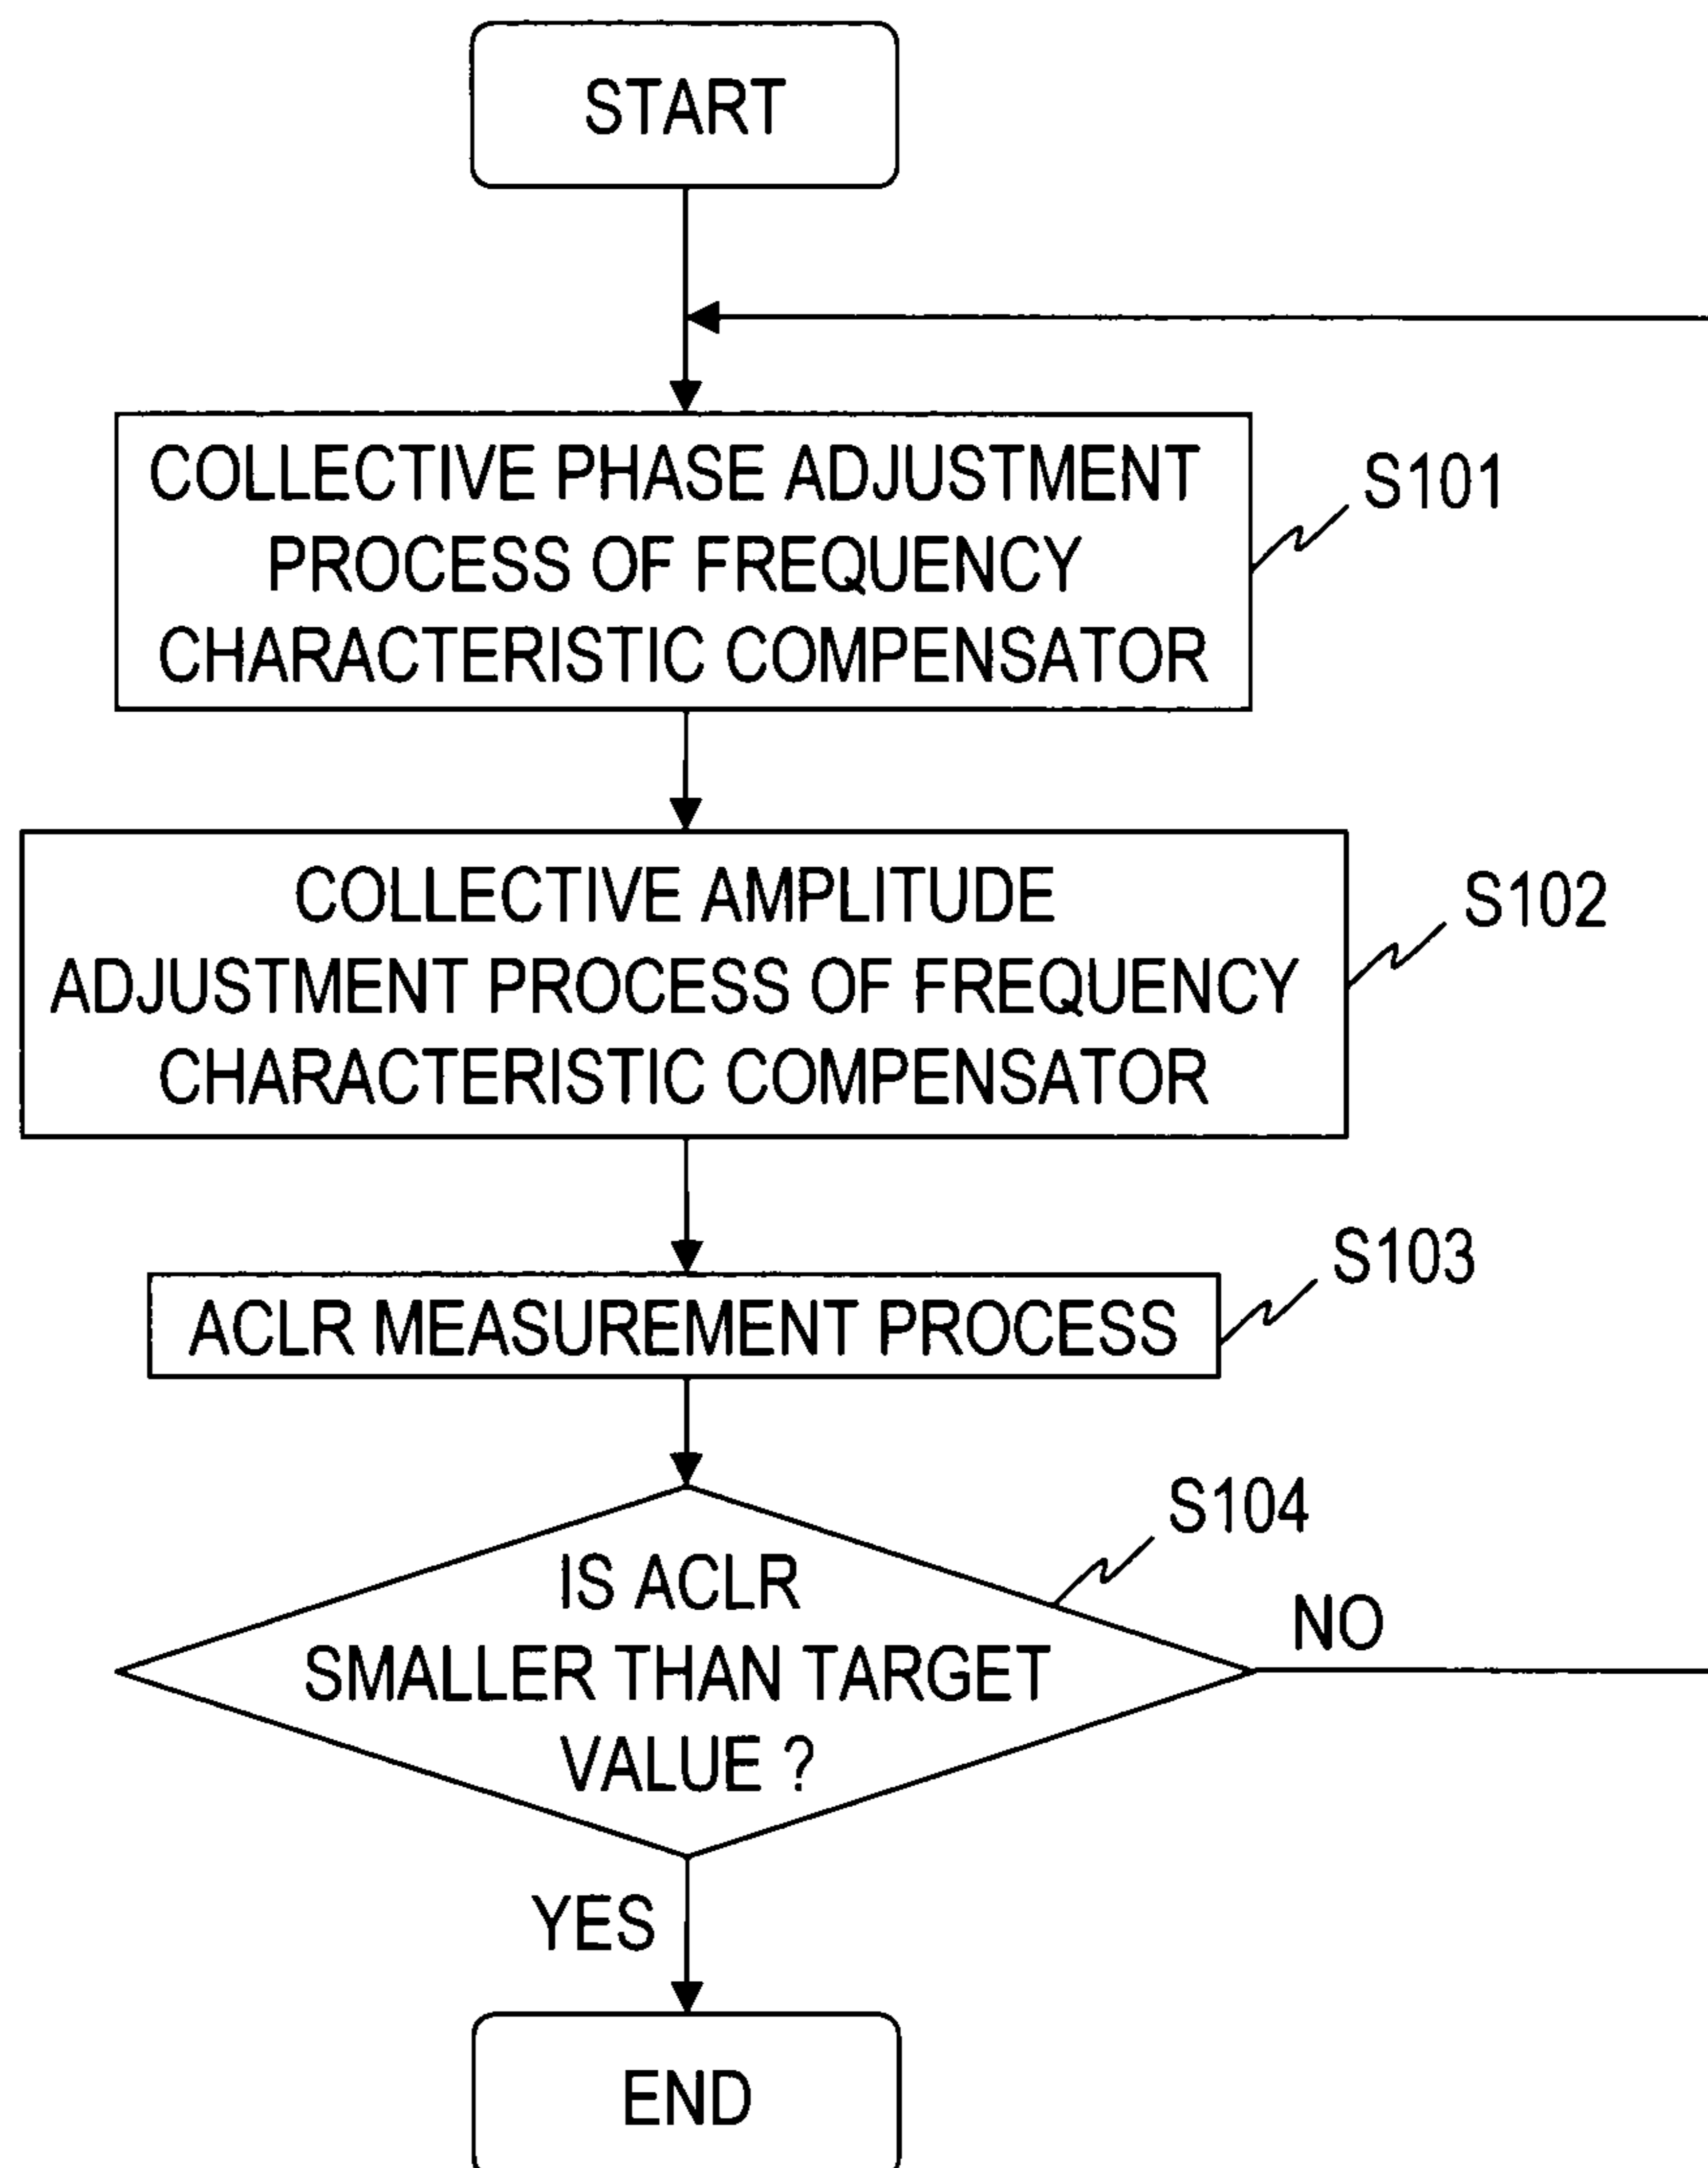 START
COLLECTIVE PHASE ADJUSTMENT
PROCESS OF FREQUENCY
CHARACTERISTIC COMPENSATOR
S101
COLLECTIVE AMPLITUDE
ADJUSTMENT PROCESS OF FREQUENCY
CHARACTERISTIC COMPENSATOR
S102
ACLR MEASUREMENT PROCESS
S103
IS ACLR
SMALLER THAN TARGET
VALUE ?
S104
NO
YES
END